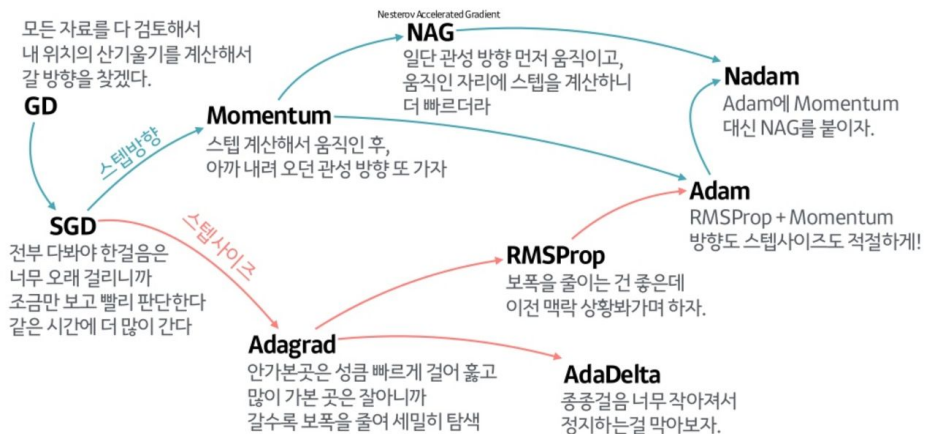 모든 자료를 다 검토해서
내 위치의 산기울기를 계산해서
갈 방향을 찾겠다.
GD
스텝방향
Momentum
스텝 계산해서 움직인 후,
아까 내려 오던 관성 방향 또 가자
Nesterov Accelerated Gradient
NAG
일단 관성 방향 먼저 움직이고,
움직인 자리에 스텝을 계산하니
더 빠르더라
Nadam
Adam에 Momentum
대신 NAG를 붙이자.
Adam
RMSProp + Momentum
방향도 스텝사이즈도 적절하게!
SGD
전부 다봐야 한걸음은
너무 오래 걸리니까
조금만 보고 빨리 판단한다
같은 시간에 더 많이 간다
스텝사이즈
RMSProp
보폭을 줄이는 건 좋은데
이전 맥락 상황봐가며 하자.
Adagrad
안가본곳은 성큼 빠르게 걸어 훑고
많이 가본 곳은 잘아니까
갈수록 보폭을 줄여 세밀히 탐색
AdaDelta
종종걸음 너무 작아져서
정지하는걸 막아보자.